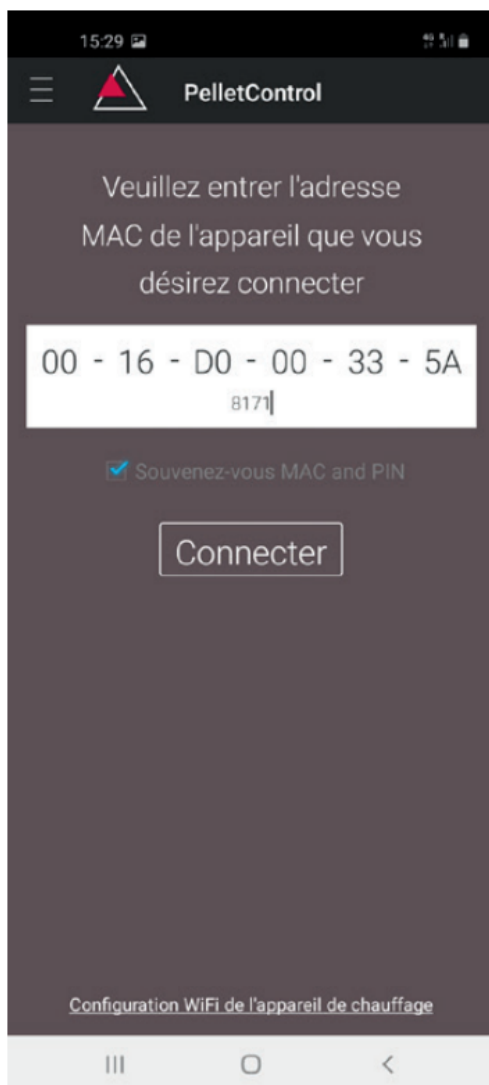 15:29
4G
PelletControl
Veuillez entrer l'adresse
MAC de l'appareil que vous
désirez connecter
00 - 16 - D0 - 00 - 33 - 5A
8171
Souvenez-vous MAC and PIN
Connecter
Configuration WiFi de l'appareil de chauffage